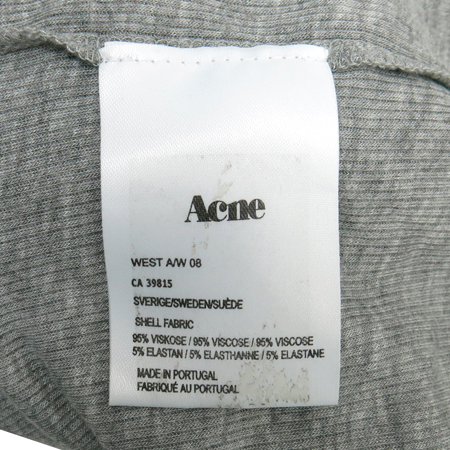 Acne
WEST A/W 08
CA 39815
SVERIGE/SWEDEN/SUÈDE
SHELL FABRIC
95% VISKOSE / 95% VISCOSE / 95% VISCOSE
5% ELASTAN / 5% ELASTHANNE / 5% ELASTANE
MADE IN PORTUGAL
FABRIQUÉ AU PORTUGAL